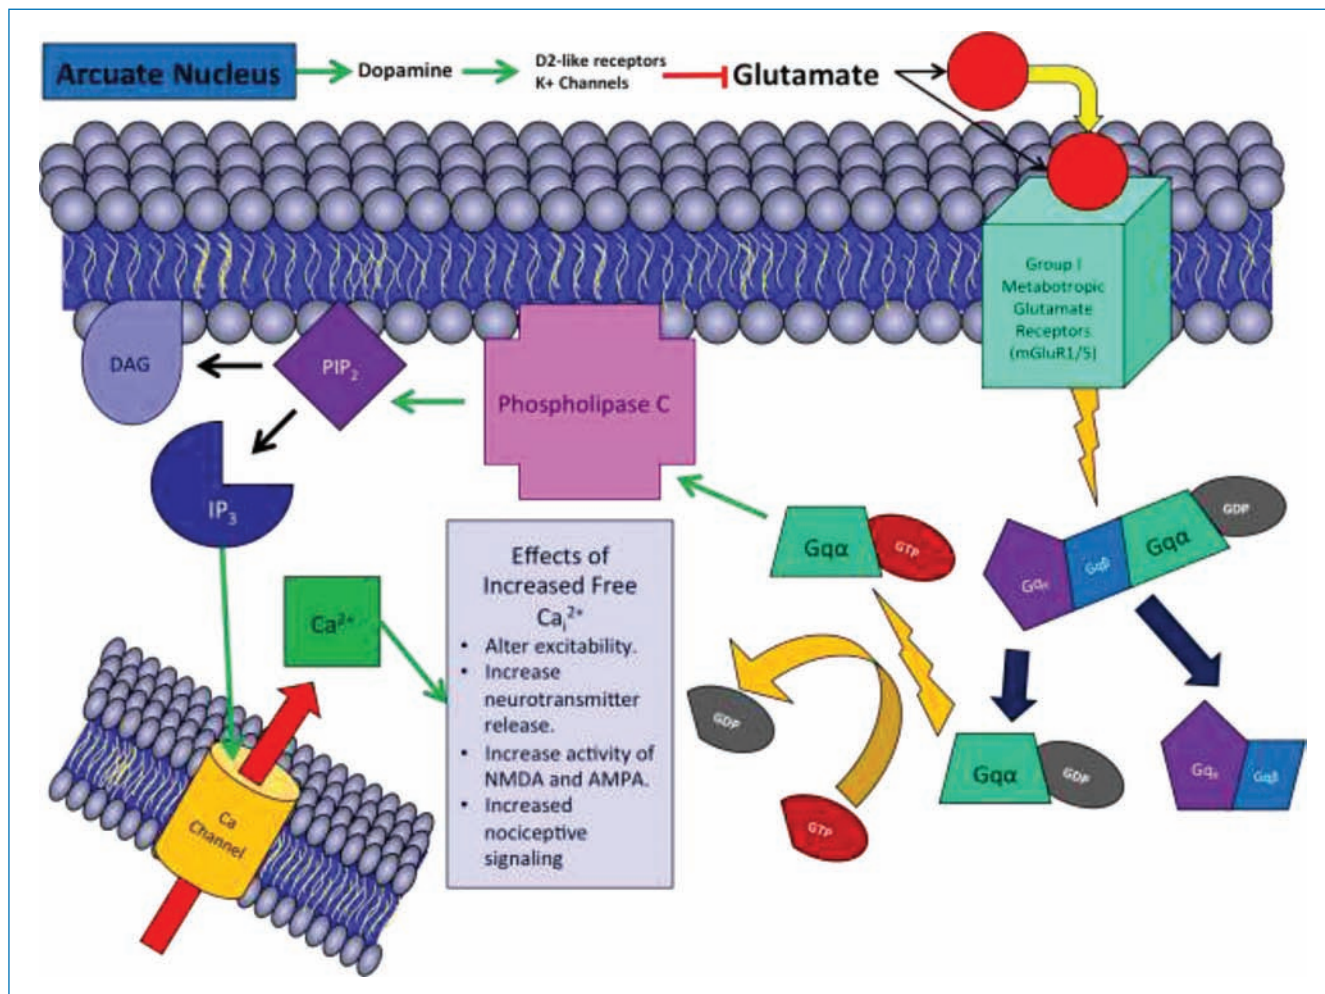 Arcuate Nucleus
Dopamine
D2-like receptors
K+ Channels
Glutamate
Group I
Metabotropic
Glutamate
Receptors.
(mGluR1/5)
DAG
PIP₂
Phospholipase C
IP₃
Gqα
GTP
Gqβ
Gqα
GDP
Effects of
Increased Free
Caᵢ²⁺
• Alter excitability.
• Increase
neurotransmitter
release.
• Increase activity of
NMDA and AMPA.
• Increased
nociceptive
signaling
Ca²⁺
Ca
Channel
GDP
GTP
Gqα
GDP
Gqβ